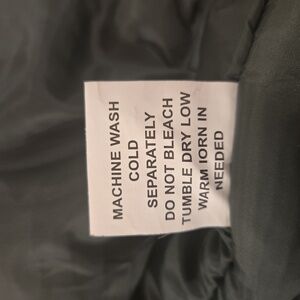 MACHINE WASH
COLD
SEPARATELY
DO NOT BLEACH
TUMBLE DRY LOW
WARM IORN IN
NEEDED